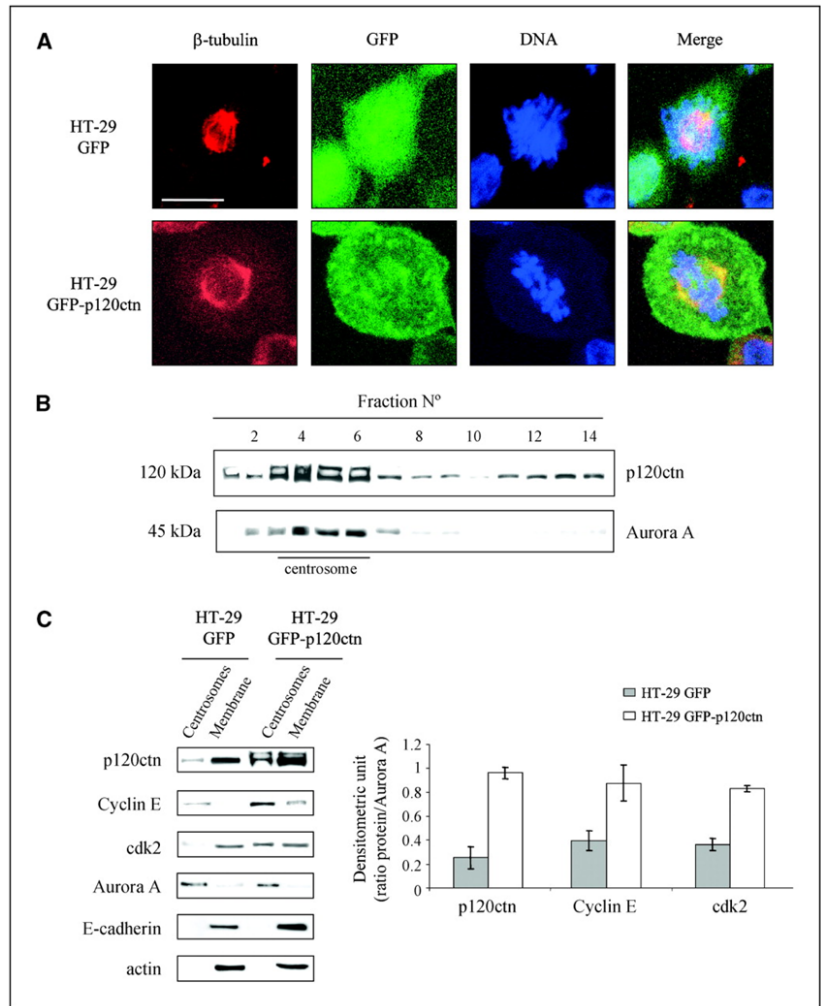 A
β-tubulin GFP DNA Merge
HT-29
GFP
HT-29
GFP-p120ctn
B
Fraction Nº
2 4 6 8 10 12 14
120 kDa p120ctn
45 kDa Aurora A
centrosome
C
HT-29
GFP
HT-29
GFP-p120ctn
Centrosomes
Membrane
Centrosomes
Membrane
p120ctn
Cyclin E
cdk2
Aurora A
E-cadherin
actin
HT-29 GFP
HT-29 GFP-p120ctn
Densitometric unit
(ratio protein/Aurora A)
1.2
1
0.8
0.6
0.4
0.2
0
p120ctn Cyclin E cdk2